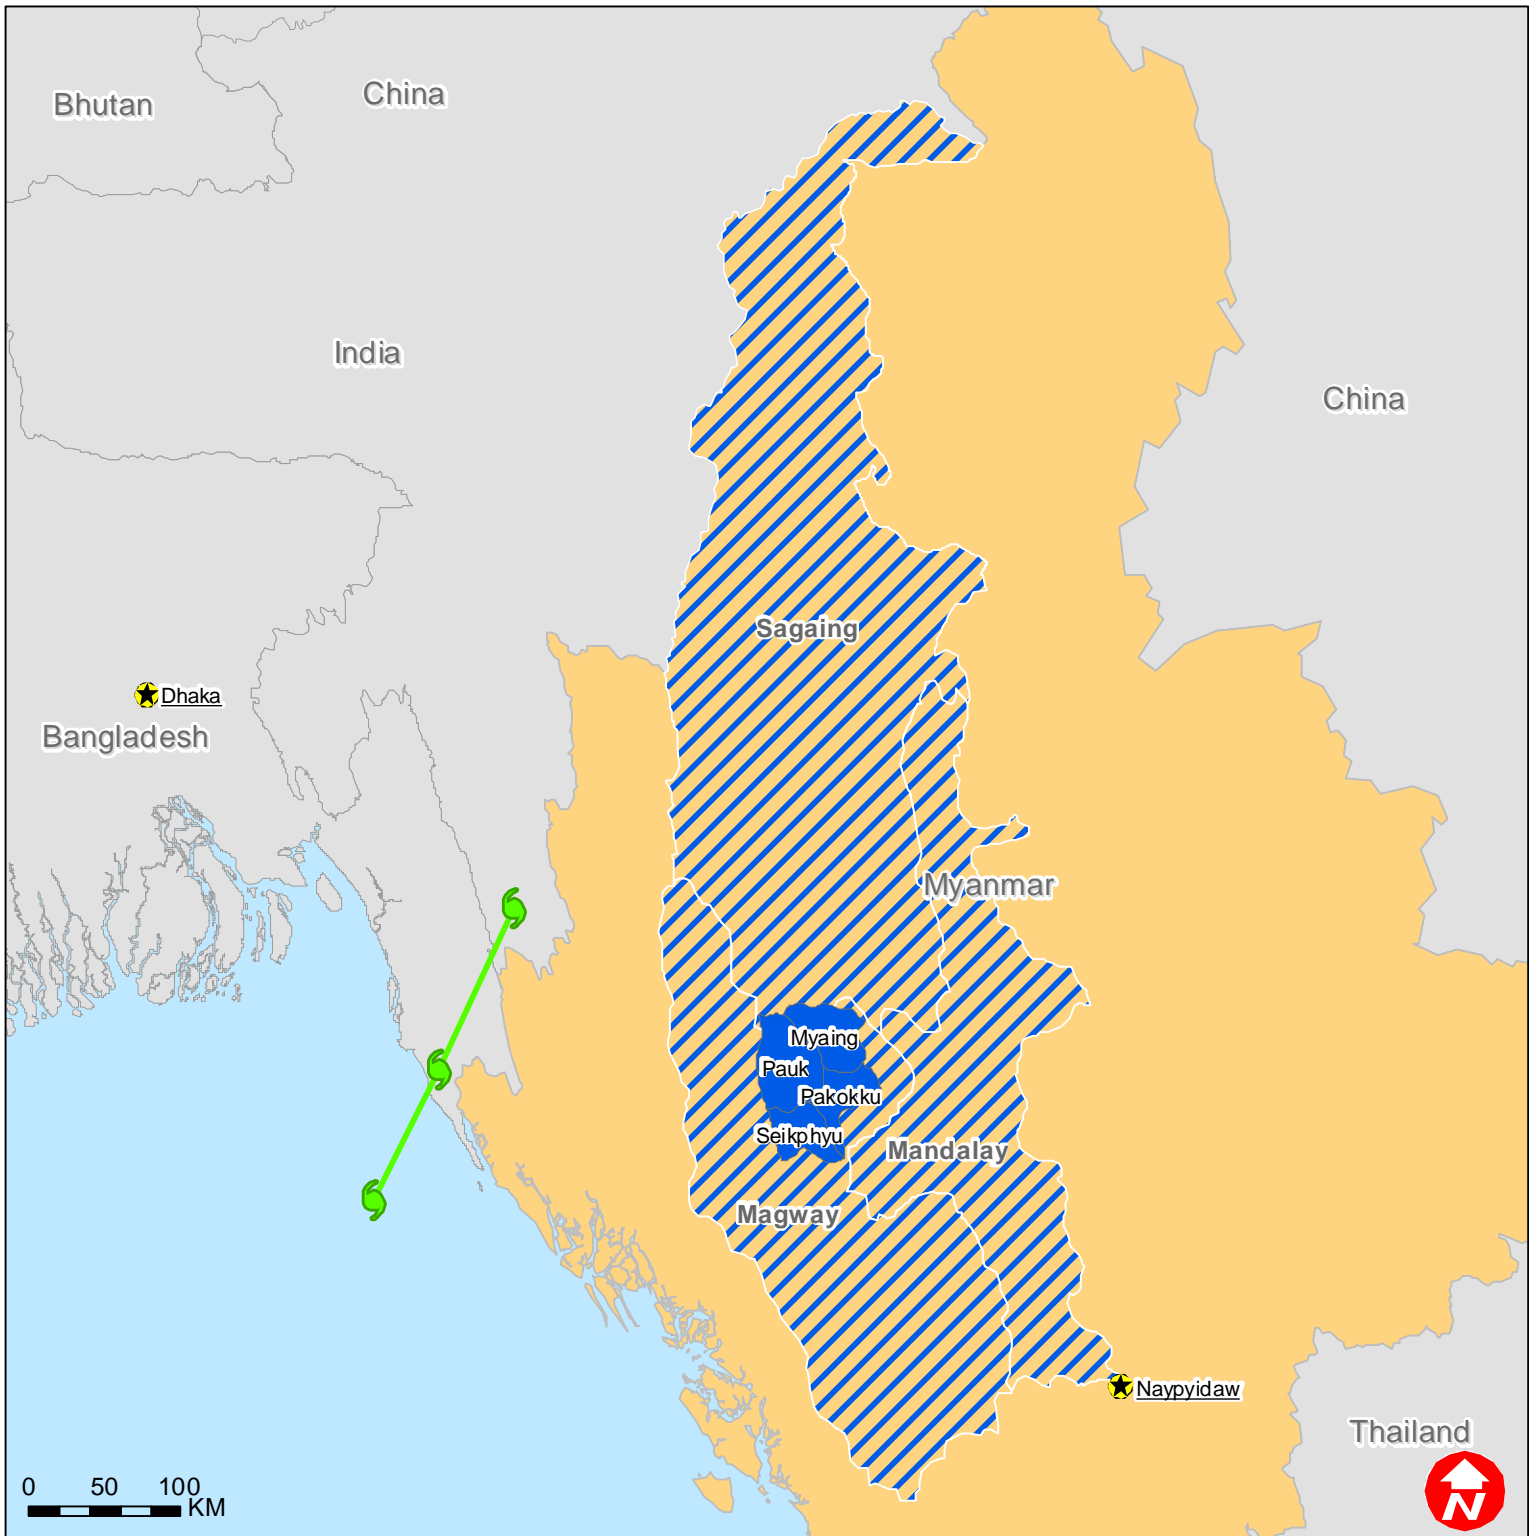 Bhutan
China
India
China
Sagaing
Dhaka
Bangladesh
Myanmar
Myaing
Pauk
Pakokku
Seikphyu
Mandalay
Magway
Naypyidaw
Thailand
0 50 100
KM
N